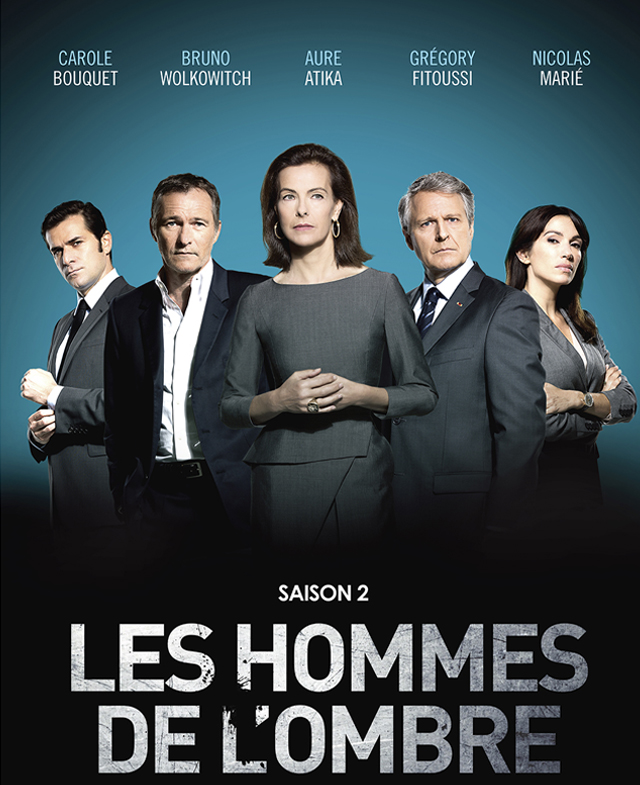 CAROLE BRUNO AURE GRÉGORY NICOLAS
BOUQUET WOLKOWITCH ATIKA FITOUSSI MARIÉ
SAISON 2
LES HOMMES
DE L'OMBRE